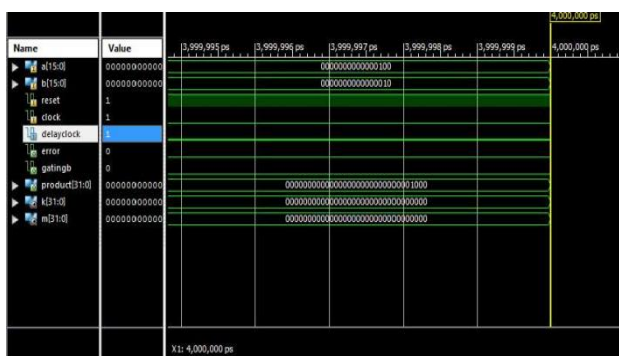 4,000,000 ps
Name Value 3,999,995 ps 3,999,996 ps 3,999,997 ps 3,999,998 ps 3,999,999 ps 4,000,000 ps
a[15:0] 00000000000 0000000000000100
b[15:0] 00000000000 0000000000000010
reset 1
clock 1
delayclock 1
error 0
gatingb 0
product[31:0] 00000000000 00000000000000000000000000001000
k[31:0] 00000000000 00000000000000000000000000000000
m[31:0] 00000000000 00000000000000000000000000000000
X1: 4,000,000 ps